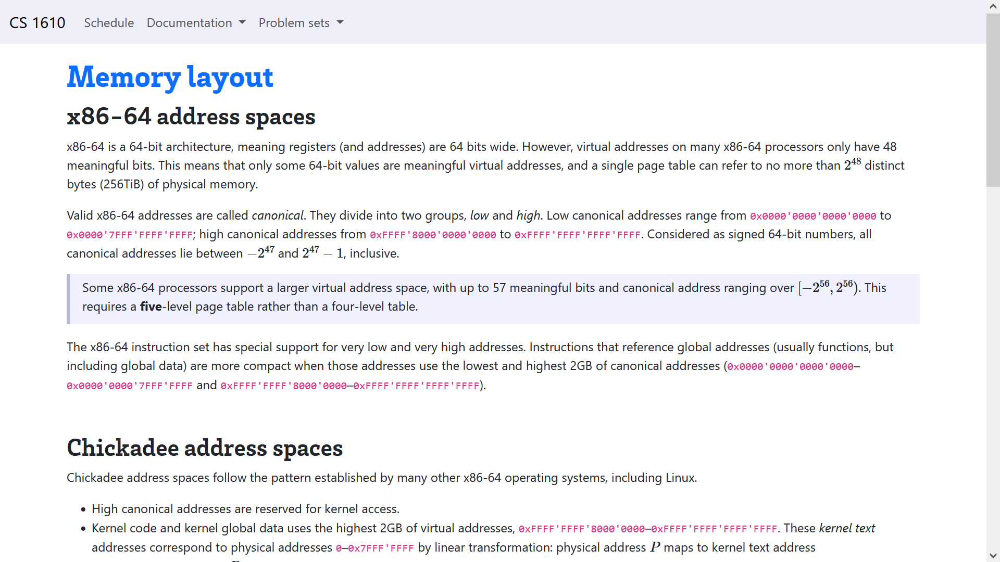 CS 1610 Schedule Documentation Problem sets
Memory layout
x86-64 address spaces
x86-64 is a 64-bit architecture, meaning registers (and addresses) are 64 bits wide. However, virtual addresses on many x86-64 processors only have 48
meaningful bits. This means that only some 64-bit values are meaningful virtual addresses, and a single page table can refer to no more than 2^48 distinct
bytes (256TiB) of physical memory.
Valid x86-64 addresses are called canonical. They divide into two groups, low and high. Low canonical addresses range from 0x0000'0000'0000'0000 to
0x0000'7FFF'FFFF'FFFF; high canonical addresses from 0xFFFF'8000'0000'0000 to 0xFFFF'FFFF'FFFF'FFFF. Considered as signed 64-bit numbers, all
canonical addresses lie between −2^47 and 2^47 − 1, inclusive.
Some x86-64 processors support a larger virtual address space, with up to 57 meaningful bits and canonical address ranging over [−2^56, 2^56). This
requires a five-level page table rather than a four-level table.
The x86-64 instruction set has special support for very low and very high addresses. Instructions that reference global addresses (usually functions, but
including global data) are more compact when those addresses use the lowest and highest 2GB of canonical addresses (0x0000'0000'0000'0000–
0x0000'0000'7FFF'FFFF and 0xFFFF'FFFF'8000'0000–0xFFFF'FFFF'FFFF'FFFF).
Chickadee address spaces
Chickadee address spaces follow the pattern established by many other x86-64 operating systems, including Linux.
• High canonical addresses are reserved for kernel access.
• Kernel code and kernel global data uses the highest 2GB of virtual addresses, 0xFFFF'FFFF'8000'0000–0xFFFF'FFFF'FFFF'FFFF. These kernel text
addresses correspond to physical addresses 0–0x7FFF'FFFF by linear transformation: physical address P maps to kernel text address